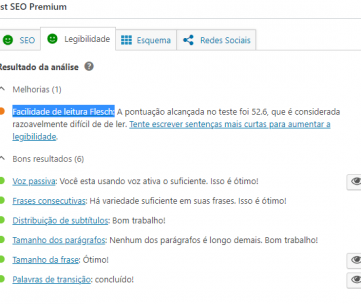 st SEO Premium
SEO Legibilidade Esquema Redes Sociais
Resultado da análise
Melhorias (1)
Facilidade de leitura Flesch: A pontuação alcançada no teste foi 52.6, que é considerada
razoavelmente difícil de de ler. Tente escrever sentenças mais curtas para aumentar a
legibilidade.
Bons resultados (6)
Voz passiva: Você esta usando voz ativa o suficiente. Isso é ótimo!
Frases consecutivas: Há variedade suficiente em suas frases. Isso é ótimo!
Distribuição de subtítulos: Bom trabalho!
Tamanho dos parágrafos: Nenhum dos parágrafos é longo demais. Bom trabalho!
Tamanho da frase: Ótimo!
Palavras de transição: concluído!